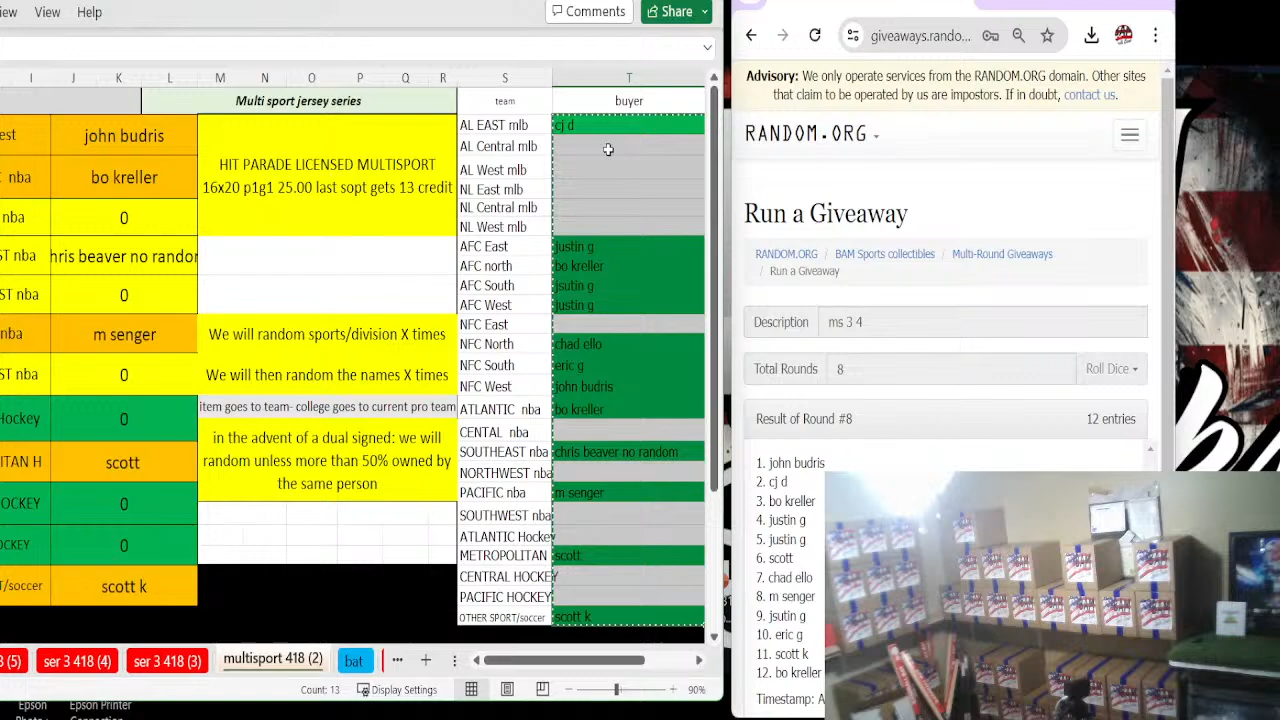 iew View Help
Comments
Share
I J K L M N O P Q R S T
Multi sport jersey series
team
buyer
est john budris
C nba bo kreller
nba 0
ST nba hris beaver no randor
ST nba 0
nba m senger
EST nba 0
Hockey 0
ITAN H scott
OCKEY 0
CKEY 0
T/soccer scott k
HIT PARADE LICENSED MULTISPORT
16x20 p1g1 25.00 last sopt gets 13 credit
We will random sports/division X times
We will then random the names X times
item goes to team- college goes to current pro team
in the advent of a dual signed: we will
random unless more than 50% owned by
the same person
AL EAST mlb cj d
AL Central mlb
AL West mlb
NL East mlb
NL Central mlb
NL West mlb
AFC East justin g
AFC north bo kreller
AFC South jsutin g
AFC West justin g
NFC East
NFC North chad ello
NFC South eric g
NFC West john budris
ATLANTIC nba bo kreller
CENTAL nba
SOUTHEAST nba chris beaver no random
NORTHWEST nba
PACIFIC nba m senger
SOUTHWEST nba
ATLANTIC Hockey
METROPOLITAN scott
CENTRAL HOCKEY
PACIFIC HOCKEY
OTHER SPORT/soccer scott k
3 (5) ser 3 418 (4) ser 3 418 (3) multisport 418 (2) bat
Count: 13 Display Settings 90%
Epson Epson Printer
giveaways.rando...
Advisory: We only operate services from the RANDOM.ORG domain. Other sites
that claim to be operated by us are impostors. If in doubt, contact us.
RANDOM.ORG
Run a Giveaway
RANDOM.ORG / BAM Sports collectibles / Multi-Round Giveaways
/ Run a Giveaway
Description ms 3 4
Total Rounds 8 Roll Dice
Result of Round #8 12 entries
1. john budris
2. cj d
3. bo kreller
4. justin g
5. justin g
6. scott
7. chad ello
8. m senger
9. jsutin g
10. eric g
11. scott k
12. bo kreller
Timestamp: A